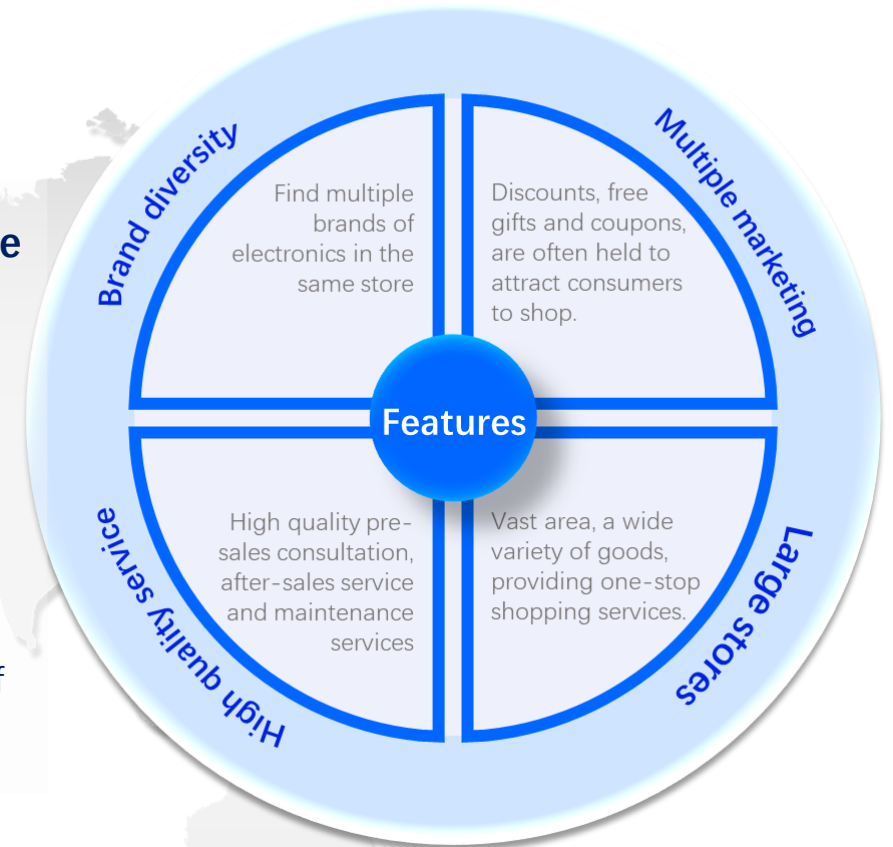 Brand diversity
Find multiple
brands of
electronics in the
same store
Multiple marketing
Discounts, free
gifts and coupons,
are often held to
attract consumers
to shop.
Features
High quality service
High quality pre-
sales consultation,
after-sales service
and maintenance
services
Large stores
Vast area, a wide
variety of goods,
providing one-stop
shopping services.